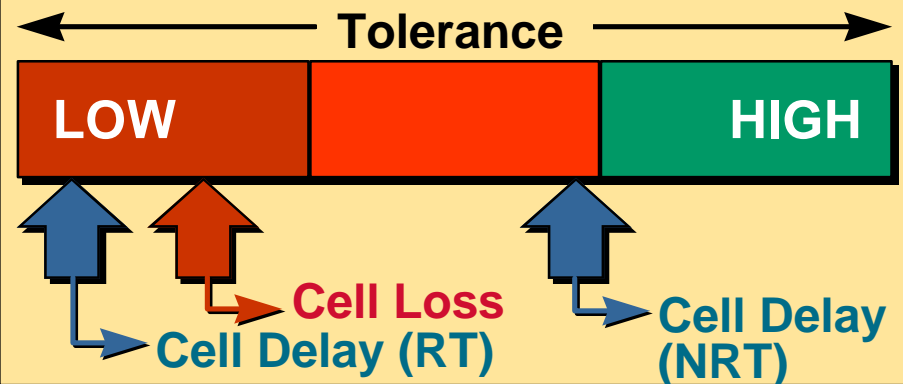 Tolerance
LOW
HIGH
Cell Loss
Cell Delay (RT)
Cell Delay
(NRT)